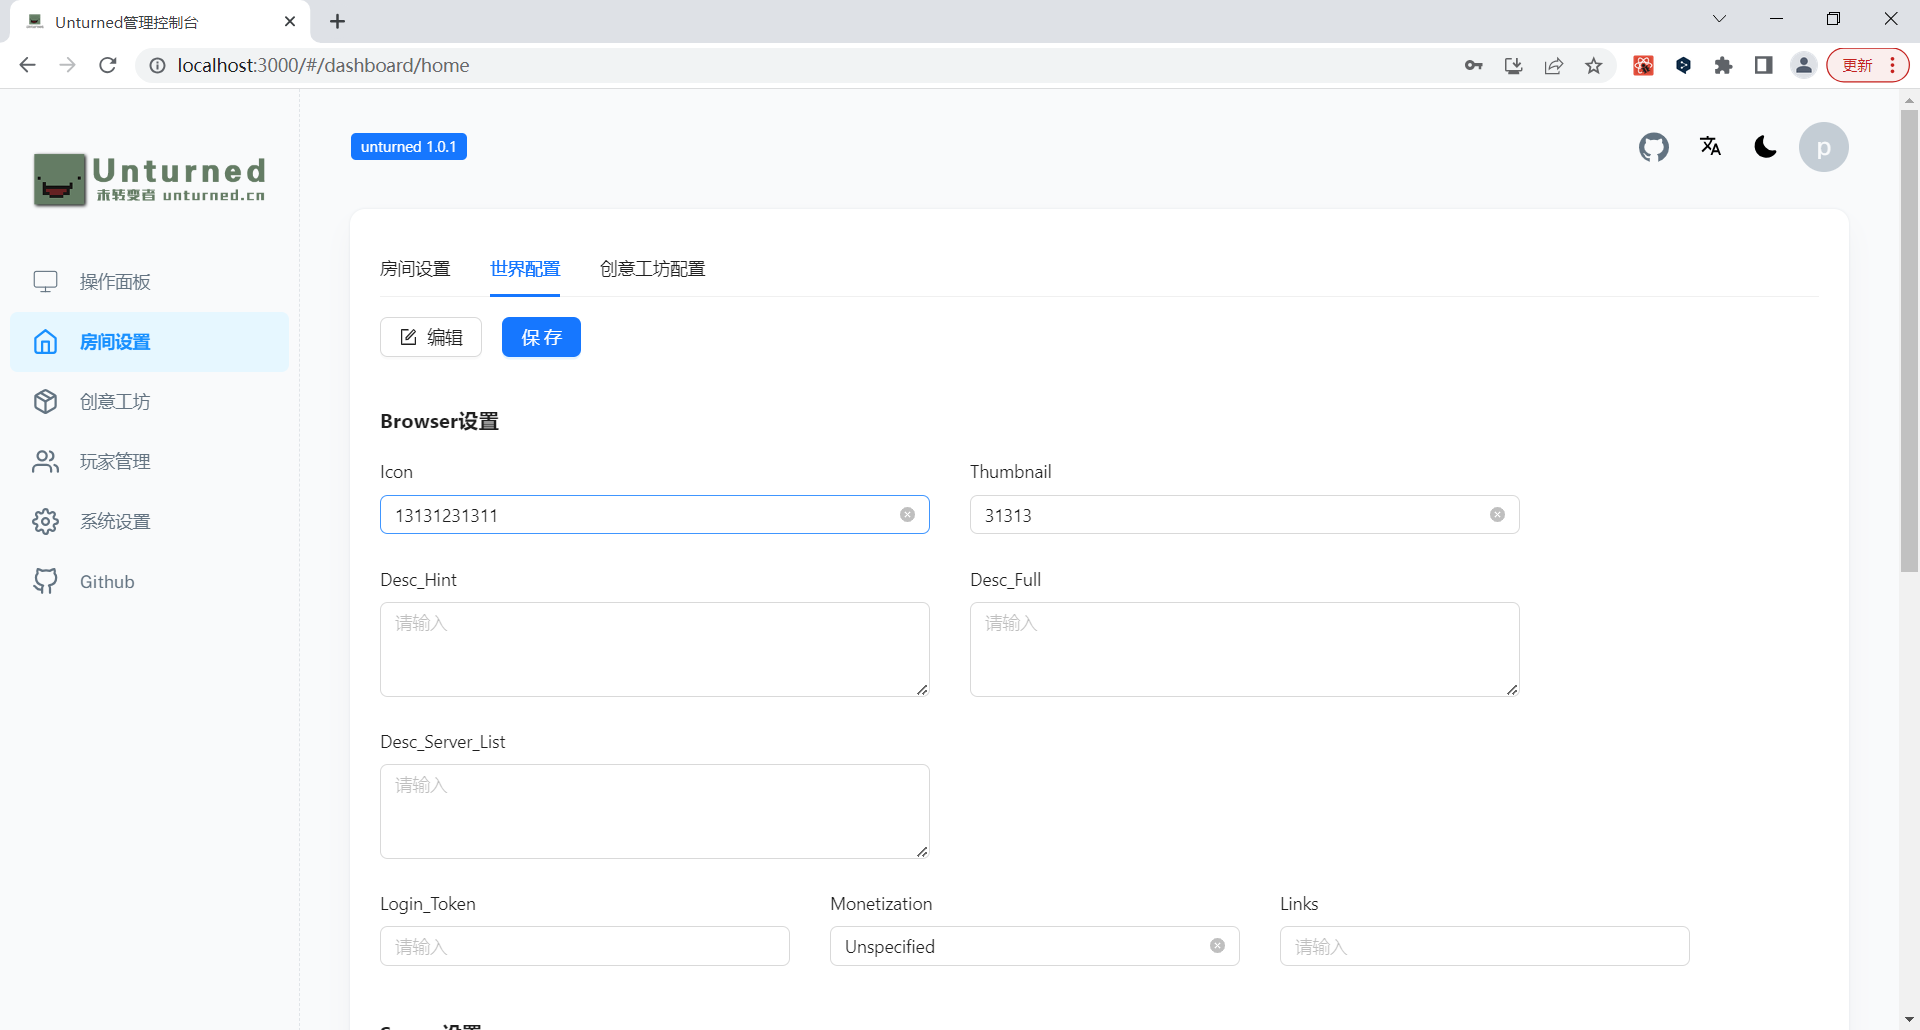 Unturned管理控制台
localhost:3000/#/dashboard/home
更新
Unturned
未转变者 unturned.cn
unturned 1.0.1
p
操作面板
房间设置
创意工坊
玩家管理
系统设置
Github
房间设置 世界配置 创意工坊配置
编辑 保存
Browser设置
Icon Thumbnail
13131231311 31313
Desc_Hint Desc_Full
请输入 请输入
Desc_Server_List
请输入
Login_Token Monetization Links
请输入 Unspecified 请输入